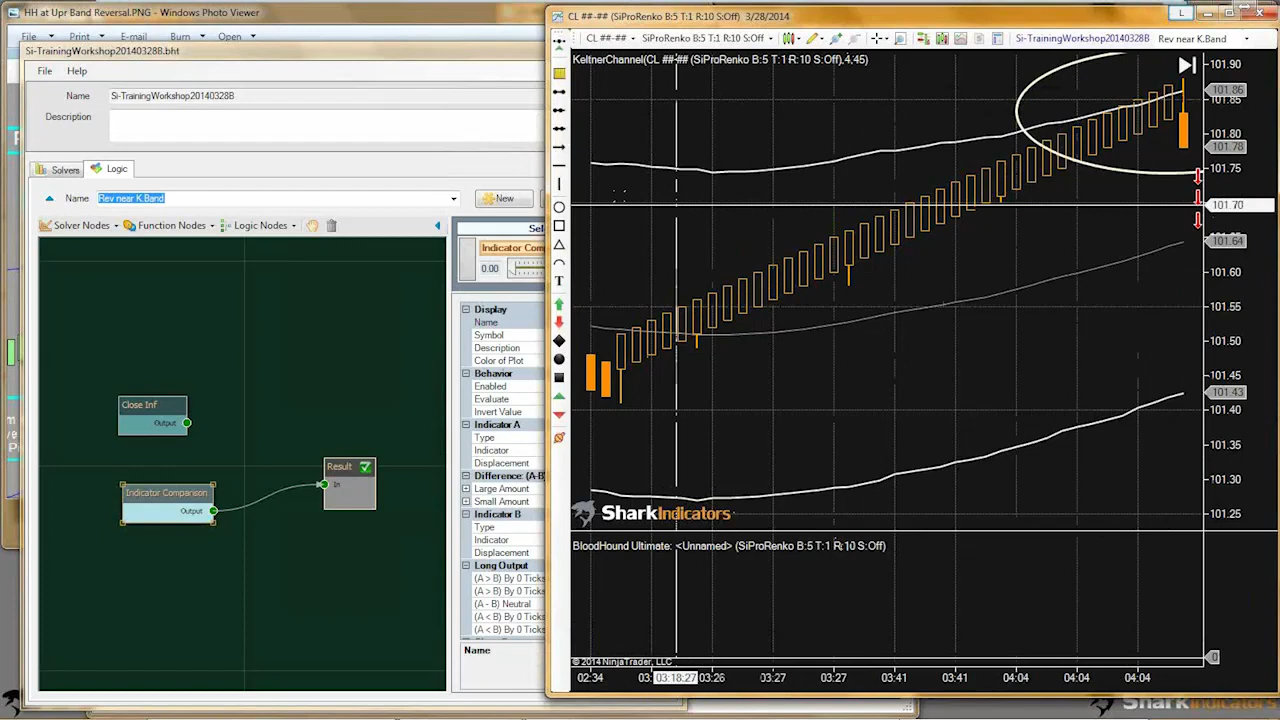 HH at Upr Band Reversal.PNG - Windows Photo Viewer
File Print Burn Open
Si-TrainingWorkshop20140328B.bht
File Help
Name Si-TrainingWorkshop20140328B
Description
Solvers Logic
Name Rev near K.Band New
Solver Nodes Function Nodes Logic Nodes
Close Inf
Output
Indicator Comparison
Output
Result
In
Indicator Com
0.00
Display
Name
Symbol
Description
Color of Plot
Behavior
Enabled
Evaluate
Invert Value
Indicator A
Type
Indicator
Displacement
Difference: (A-B)
Large Amount
Small Amount
Indicator B
Type
Indicator
Displacement
Long Output
(A > B) By 0 Ticks
(A > B) By 0 Ticks
(A - B) Neutral
(A < B) By 0 Ticks
(A < B) By 0 Ticks
Name
CL ##-## (SiProRenko B:5 T:1 R:10 S:Off) 3/28/2014
L
CL ##-## SiProRenko B:5 T:1 R:10 S:Off Si-TrainingWorkshop20140328B Rev near K.Band
KeltnerChannel(CL ##-## (SiProRenko B:5 T:1 R:10 S:Off),4.45)
T
101.90
101.86
101.85
101.80
101.78
101.75
101.70
101.64
101.60
101.55
101.50
101.45
101.43
101.40
101.35
101.30
101.25
SharkIndicators
BloodHound Ultimate: <Unnamed> (SiProRenko B:5 T:1 R:10 S:Off)
0
© 2014 NinjaTrader, LLC
02:34 03:18:27 03:26 03:27 03:27 03:41 03:41 04:04 04:04 04:04
SharkIndicators